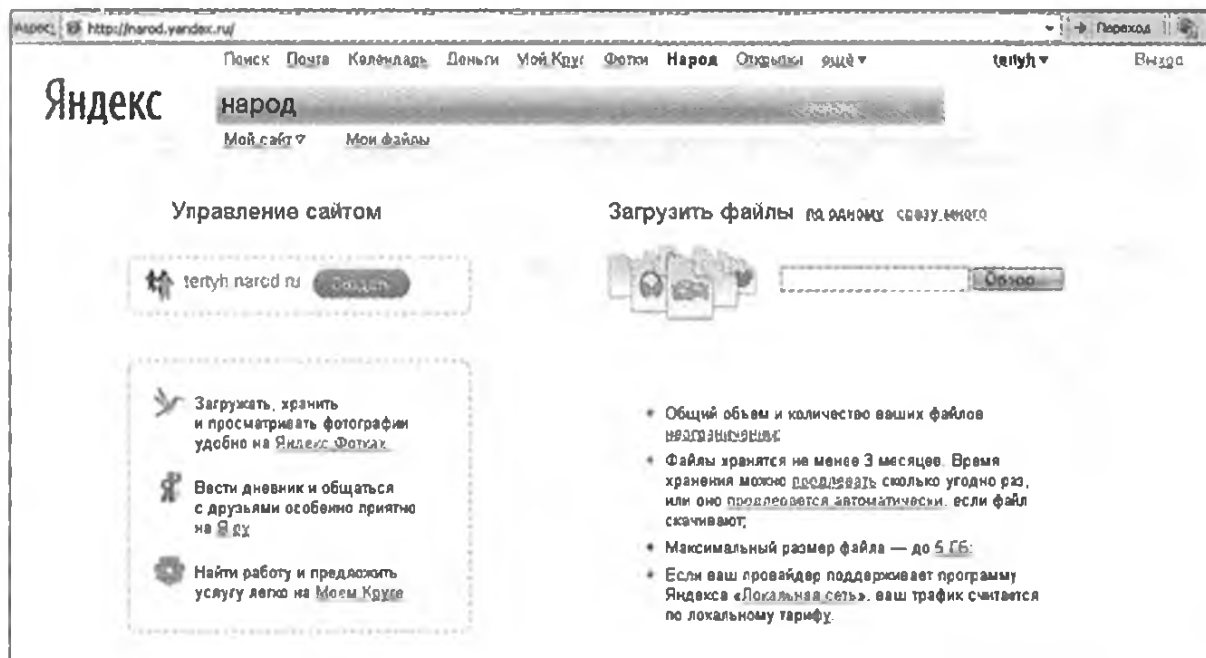 Адрес: http://narod.yandex.ru/ Переход
Поиск Почта Календарь Деньги Мой Круг Фотки Народ Открытки ещё tertyh Выход
Яндекс народ
Мой сайт Мои файлы
Управление сайтом
tertyh.narod.ru Создать
Загружать, хранить
и просматривать фотографии
удобно на Яндекс.Фотках
Вести дневник и общаться
с друзьями особенно приятно
на Я.ру
Найти работу и предложить
услугу легко на Моем Круге
Загрузить файлы по одному сразу много
Обзор...
Общий объем и количество ваших файлов
неограничены;
Файлы хранятся не менее 3 месяцев. Время
хранения можно продлевать сколько угодно раз,
или оно продлевается автоматически, если файл
скачивают;
Максимальный размер файла — до 5 Гб;
Если ваш провайдер поддерживает программу
Яндекса «Локальная сеть», ваш трафик считается
по локальному тарифу.